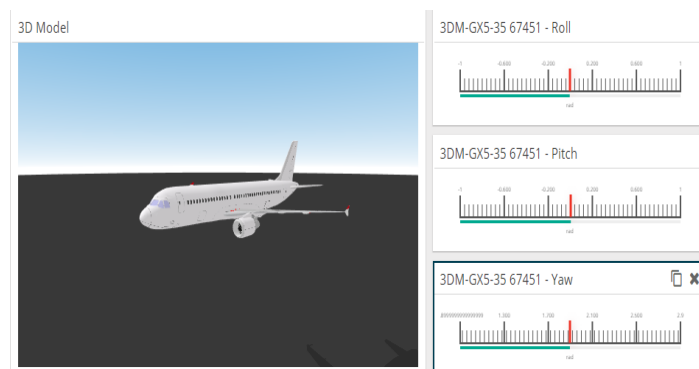 3D Model
3DM-GX5-35 67451 - Roll
-1 -0.600 -0.200 0.200 0.600 1
rad
3DM-GX5-35 67451 - Pitch
-1 -0.600 -0.200 0.200 0.600 1
rad
3DM-GX5-35 67451 - Yaw
1.300 1.700 2.100 2.500 2.9
rad